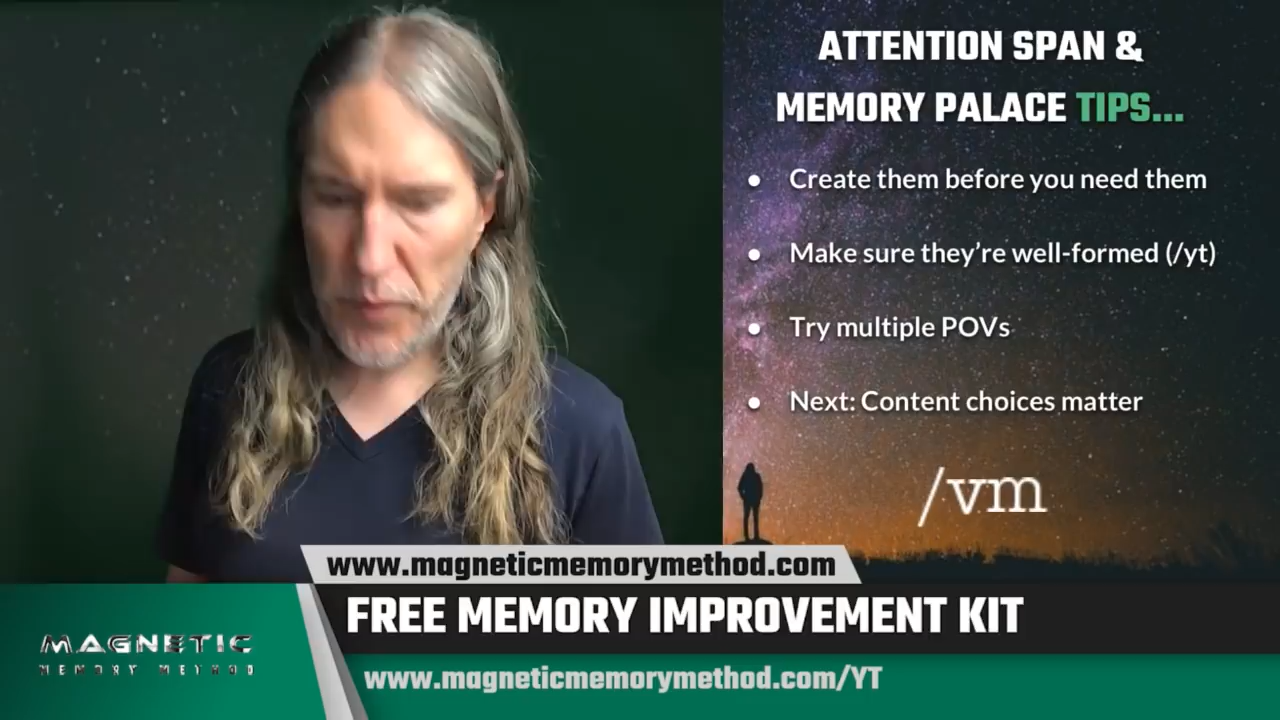 ATTENTION SPAN &
MEMORY PALACE TIPS...
• Create them before you need them
• Make sure they're well-formed (/yt)
• Try multiple POVs
• Next: Content choices matter
/vm
www.magneticmemorymethod.com
FREE MEMORY IMPROVEMENT KIT
MAGNETIC
MEMORY METHOD
www.magneticmemorymethod.com/YT